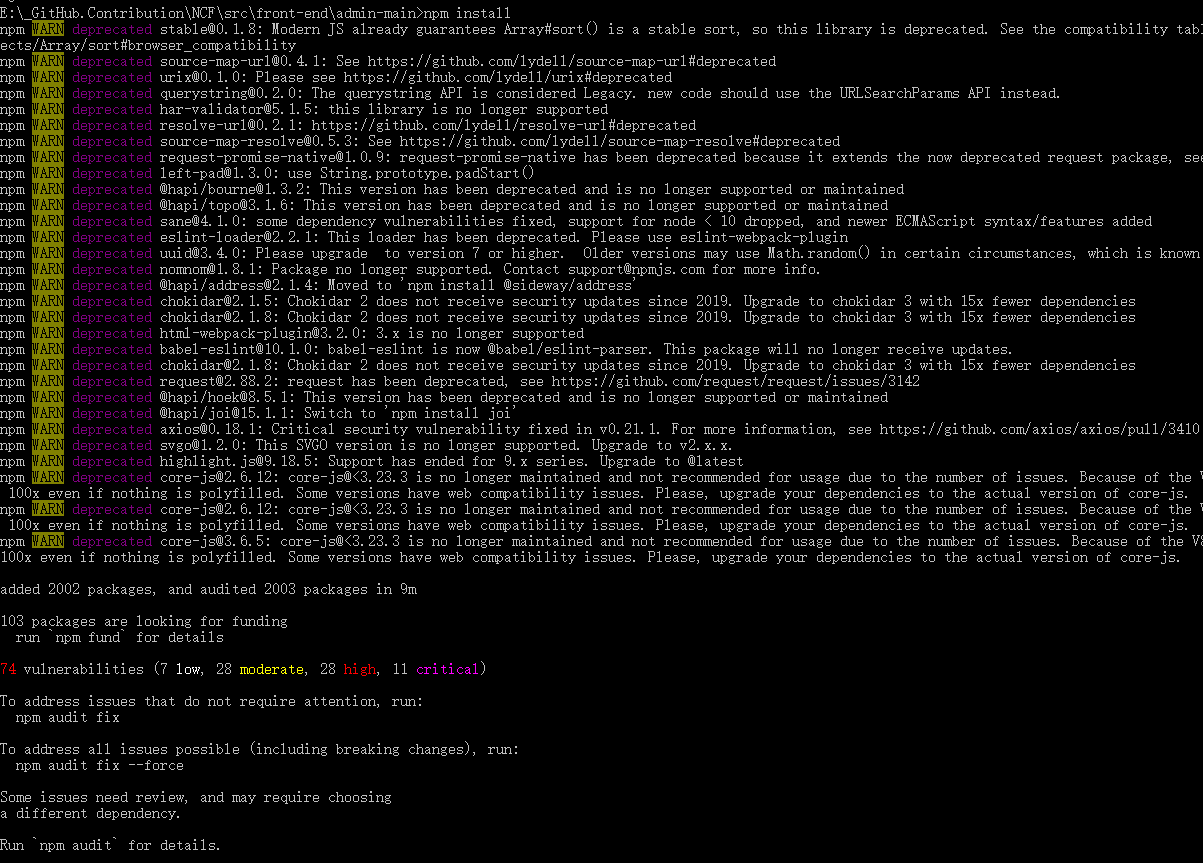 E:\_GitHub.Contribution\NCF\src\front-end\admin-main>npm install
npm WARN deprecated stable@0.1.8: Modern JS already guarantees Array#sort() is a stable sort, so this library is deprecated. See the compatibility tabl
ects/Array/sort#browser_compatibility
npm WARN deprecated source-map-url@0.4.1: See https://github.com/lydell/source-map-url#deprecated
npm WARN deprecated urix@0.1.0: Please see https://github.com/lydell/urix#deprecated
npm WARN deprecated querystring@0.2.0: The querystring API is considered Legacy. new code should use the URLSearchParams API instead.
npm WARN deprecated har-validator@5.1.5: this library is no longer supported
npm WARN deprecated resolve-url@0.2.1: https://github.com/lydell/resolve-url#deprecated
npm WARN deprecated source-map-resolve@0.5.3: See https://github.com/lydell/source-map-resolve#deprecated
npm WARN deprecated request-promise-native@1.0.9: request-promise-native has been deprecated because it extends the now deprecated request package, see
npm WARN deprecated left-pad@1.3.0: use String.prototype.padStart()
npm WARN deprecated @hapi/bourne@1.3.2: This version has been deprecated and is no longer supported or maintained
npm WARN deprecated @hapi/topo@3.1.6: This version has been deprecated and is no longer supported or maintained
npm WARN deprecated sane@4.1.0: some dependency vulnerabilities fixed, support for node < 10 dropped, and newer ECMAScript syntax/features added
npm WARN deprecated eslint-loader@2.2.1: This loader has been deprecated. Please use eslint-webpack-plugin
npm WARN deprecated uuid@3.4.0: Please upgrade  to version 7 or higher.  Older versions may use Math.random() in certain circumstances, which is known
npm WARN deprecated nomnom@1.8.1: Package no longer supported. Contact support@npmjs.com for more info.
npm WARN deprecated @hapi/address@2.1.4: Moved to 'npm install @sideway/address'
npm WARN deprecated chokidar@2.1.5: Chokidar 2 does not receive security updates since 2019. Upgrade to chokidar 3 with 15x fewer dependencies
npm WARN deprecated chokidar@2.1.8: Chokidar 2 does not receive security updates since 2019. Upgrade to chokidar 3 with 15x fewer dependencies
npm WARN deprecated html-webpack-plugin@3.2.0: 3.x is no longer supported
npm WARN deprecated babel-eslint@10.1.0: babel-eslint is now @babel/eslint-parser. This package will no longer receive updates.
npm WARN deprecated chokidar@2.1.8: Chokidar 2 does not receive security updates since 2019. Upgrade to chokidar 3 with 15x fewer dependencies
npm WARN deprecated request@2.88.2: request has been deprecated, see https://github.com/request/request/issues/3142
npm WARN deprecated @hapi/hoek@8.5.1: This version has been deprecated and is no longer supported or maintained
npm WARN deprecated @hapi/joi@15.1.1: Switch to 'npm install joi'
npm WARN deprecated axios@0.18.1: Critical security vulnerability fixed in v0.21.1. For more information, see https://github.com/axios/axios/pull/3410
npm WARN deprecated svgo@1.2.0: This SVGO version is no longer supported. Upgrade to v2.x.x.
npm WARN deprecated highlight.js@9.18.5: Support has ended for 9.x series. Upgrade to @latest
npm WARN deprecated core-js@2.6.12: core-js@<3.23.3 is no longer maintained and not recommended for usage due to the number of issues. Because of the V
100x even if nothing is polyfilled. Some versions have web compatibility issues. Please, upgrade your dependencies to the actual version of core-js.
npm WARN deprecated core-js@2.6.12: core-js@<3.23.3 is no longer maintained and not recommended for usage due to the number of issues. Because of the V
100x even if nothing is polyfilled. Some versions have web compatibility issues. Please, upgrade your dependencies to the actual version of core-js.
npm WARN deprecated core-js@3.6.5: core-js@<3.23.3 is no longer maintained and not recommended for usage due to the number of issues. Because of the V8
100x even if nothing is polyfilled. Some versions have web compatibility issues. Please, upgrade your dependencies to the actual version of core-js.
added 2002 packages, and audited 2003 packages in 9m
103 packages are looking for funding
run `npm fund` for details
74 vulnerabilities (7 low, 28 moderate, 28 high, 11 critical)
To address issues that do not require attention, run:
npm audit fix
To address all issues possible (including breaking changes), run:
npm audit fix --force
Some issues need review, and may require choosing
a different dependency.
Run `npm audit` for details.